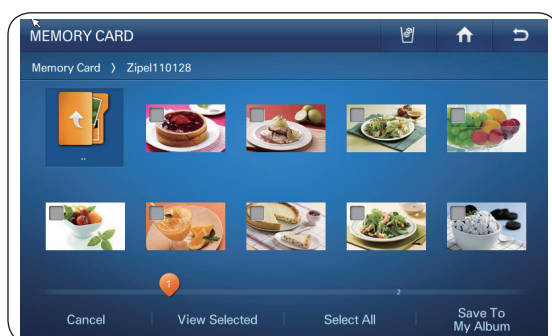 MEMORY CARD
Memory Card > Zipel110128
..
1
2
Cancel
View Selected
Select All
Save To
My Album